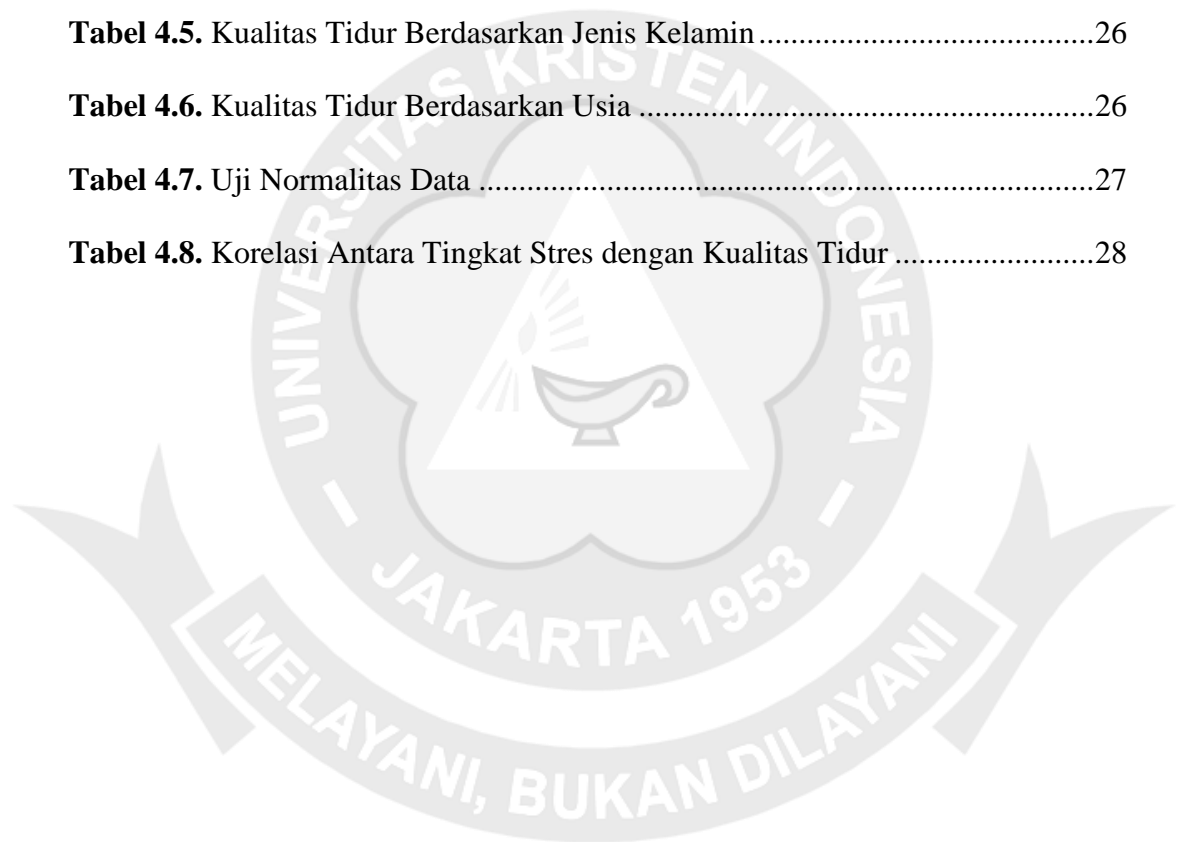 Tabel 4.5. Kualitas Tidur Berdasarkan Jenis Kelamin....................................26
Tabel 4.6. Kualitas Tidur Berdasarkan Usia .................................................26
Tabel 4.7. Uji Normalitas Data ..................................................................27
Tabel 4.8. Korelasi Antara Tingkat Stres dengan Kualitas Tidur .....................28
UNIVERSITAS KRISTEN INDONESIA
- JAKARTA 1953 -
MELAYANI, BUKAN DILAYANI